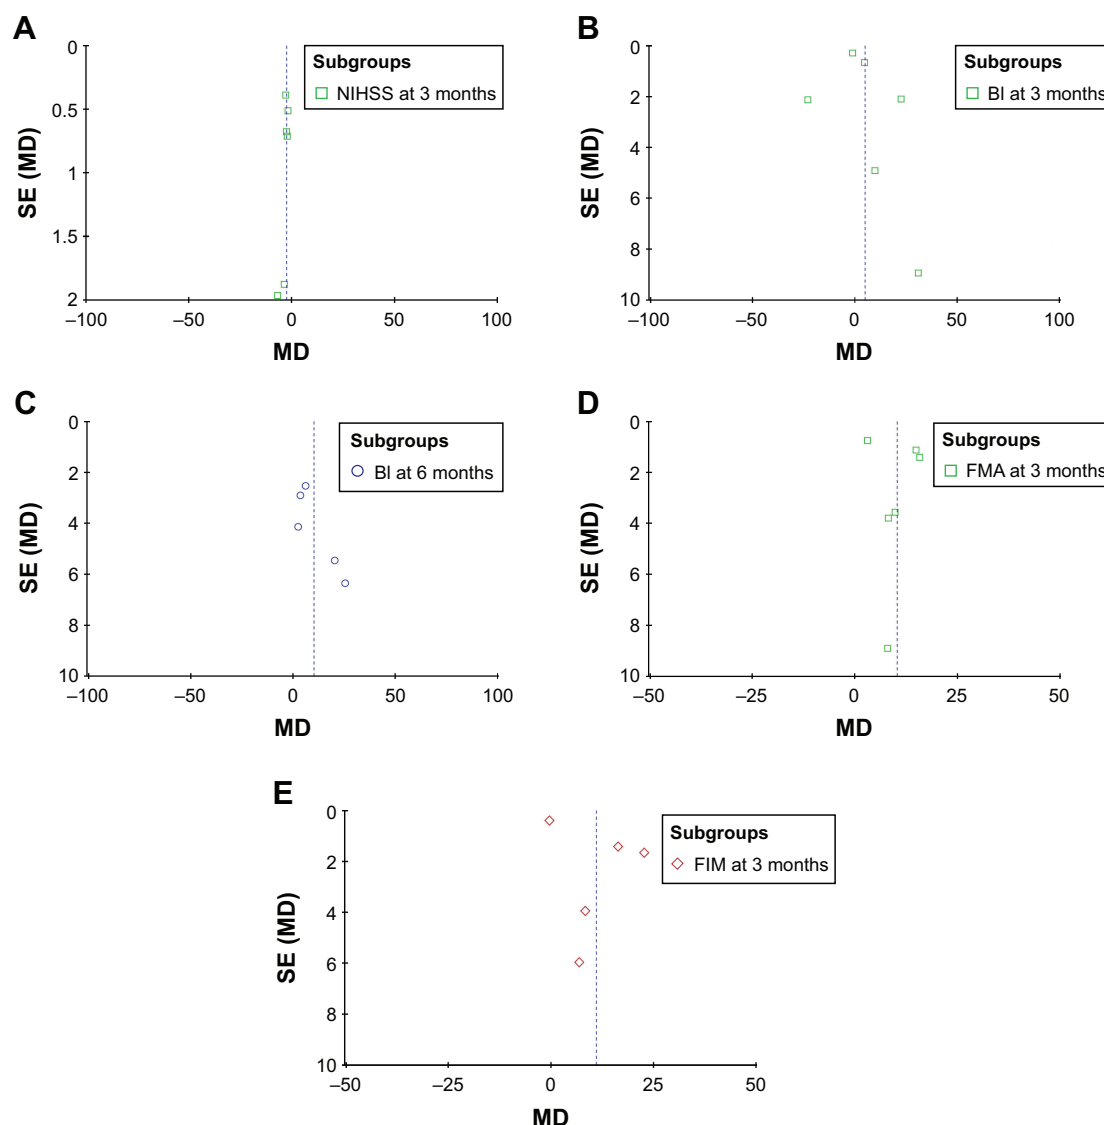 A
Subgroups
NIHSS at 3 months
0
0.5
1
1.5
2
SE (MD)
–100
–50
0
50
100
MD
B
Subgroups
BI at 3 months
0
2
4
6
8
10
SE (MD)
–100
–50
0
50
100
MD
C
Subgroups
BI at 6 months
0
2
4
6
8
10
SE (MD)
–100
–50
0
50
100
MD
D
Subgroups
FMA at 3 months
0
2
4
6
8
10
SE (MD)
–50
–25
0
25
50
MD
E
Subgroups
FIM at 3 months
0
2
4
6
8
10
SE (MD)
–50
–25
0
25
50
MD